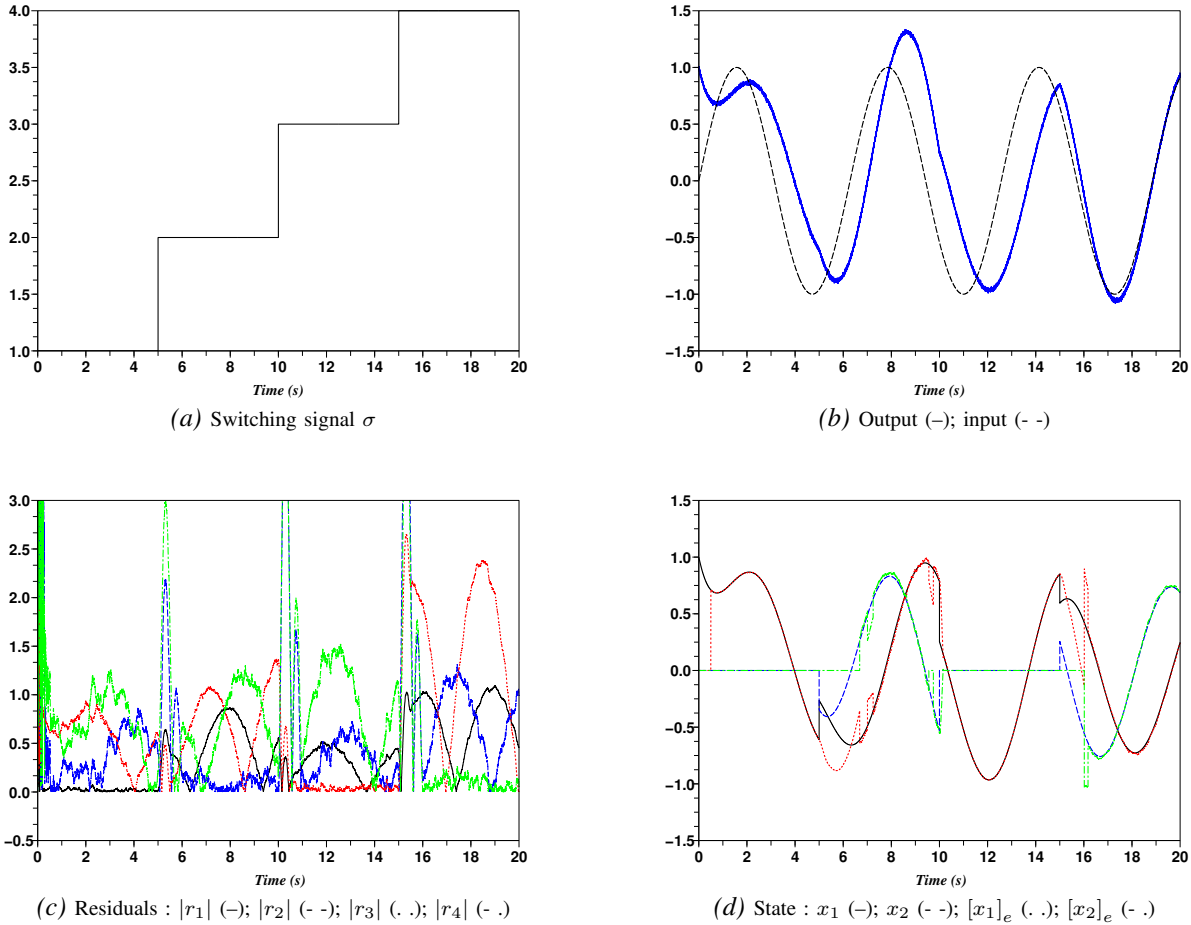 4.0
3.5
3.0
2.5
2.0
1.5
1.0
0 2 4 6 8 10 12 14 16 18 20
Time (s)
(a) Switching signal σ
1.5
1.0
0.5
0.0
−0.5
−1.0
−1.5
0 2 4 6 8 10 12 14 16 18 20
Time (s)
(b) Output (–); input (- -)
3.0
2.5
2.0
1.5
1.0
0.5
0.0
−0.5
0 2 4 6 8 10 12 14 16 18 20
Time (s)
(c) Residuals : |r₁| (–); |r₂| (- -); |r₃| (. .); |r₄| (- .)
1.5
1.0
0.5
0.0
−0.5
−1.0
−1.5
0 2 4 6 8 10 12 14 16 18 20
Time (s)
(d) State : x₁ (–); x₂ (- -); [x₁]ₑ (. .); [x₂]ₑ (- .)